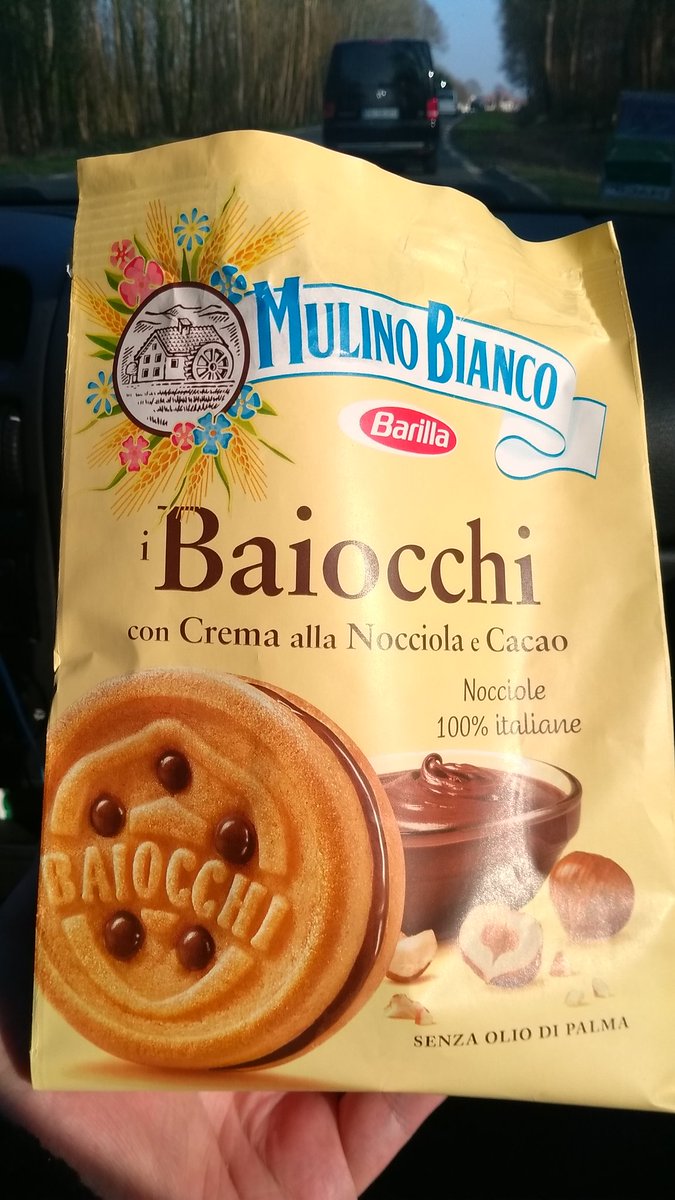 MULINO BIANCO
Barilla
i Baiocchi
con Crema alla Nocciola e Cacao
Nocciole
100% italiane
BAIOCCHI
SENZA OLIO DI PALMA